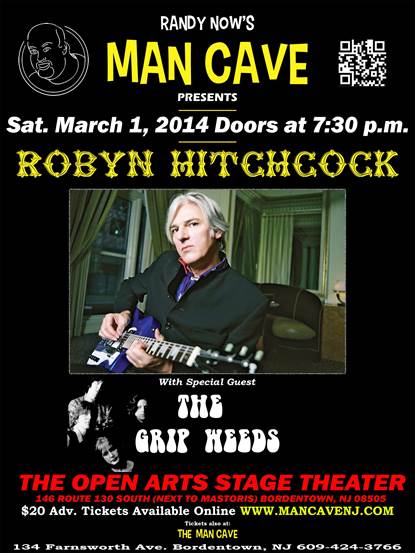 RANDY NOW'S
MAN CAVE
PRESENTS
Sat. March 1, 2014 Doors at 7:30 p.m.
ROBYN HITCHCOCK
With Special Guest
THE
GRIP WEEDS
THE OPEN ARTS STAGE THEATER
146 ROUTE 130 SOUTH (NEXT TO MASTORIS) BORDENTOWN, NJ 08505
$20 Adv. Tickets Available Online WWW.MANCAVENJ.COM
Tickets also at:
THE MAN CAVE
134 Farnsworth Ave. Bordentown, NJ 609-424-3766